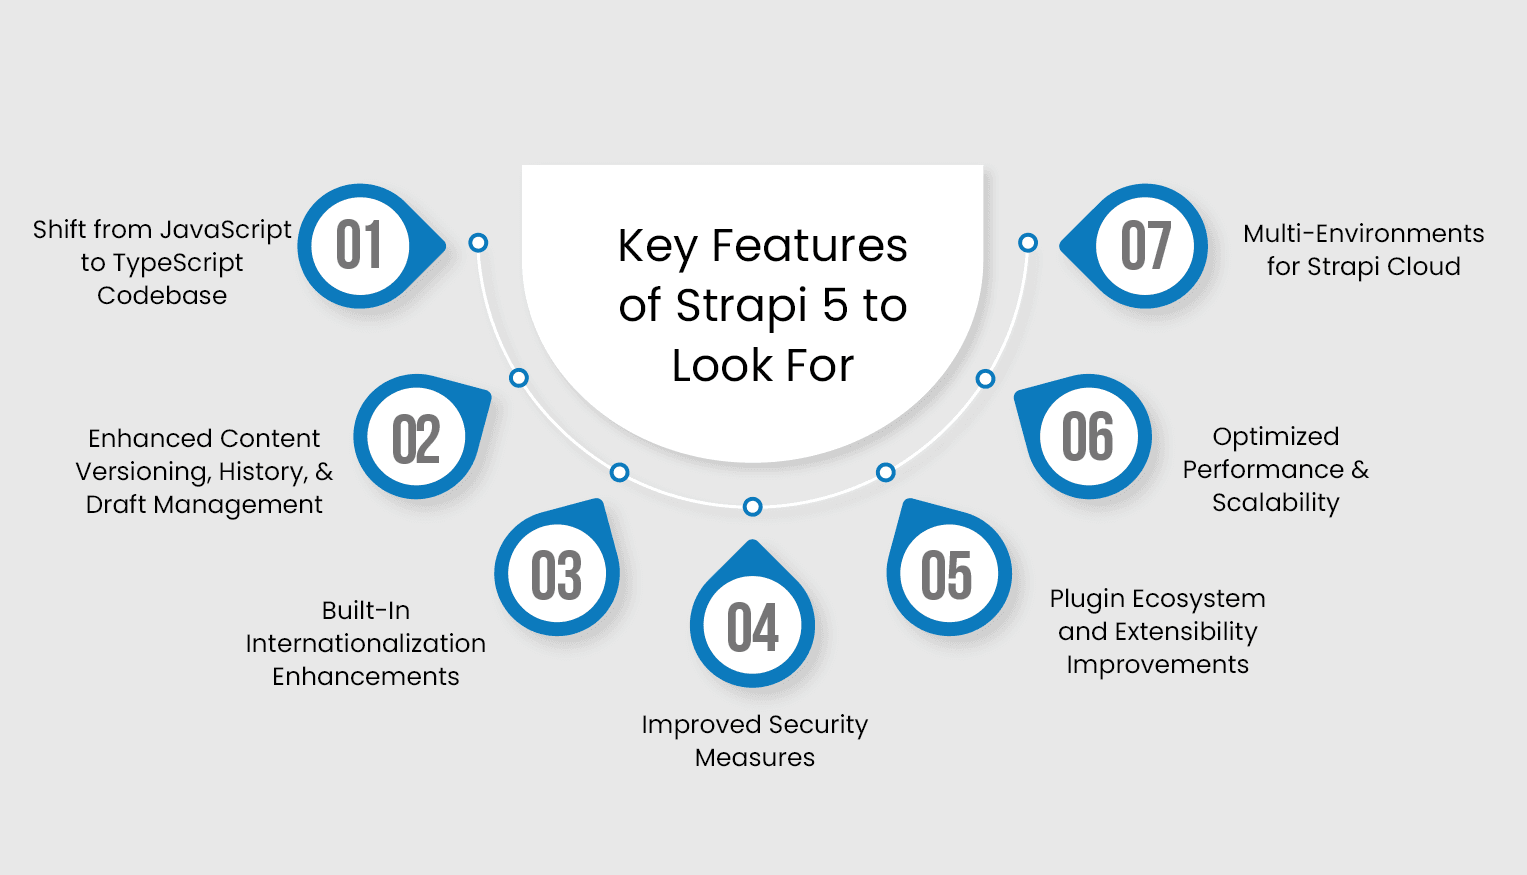 Key Features
of Strapi 5 to
Look For
01
Shift from JavaScript
to TypeScript
Codebase
02
Enhanced Content
Versioning, History, &
Draft Management
03
Built-In
Internationalization
Enhancements
04
Improved Security
Measures
05
Plugin Ecosystem
and Extensibility
Improvements
06
Optimized
Performance &
Scalability
07
Multi-Environments
for Strapi Cloud